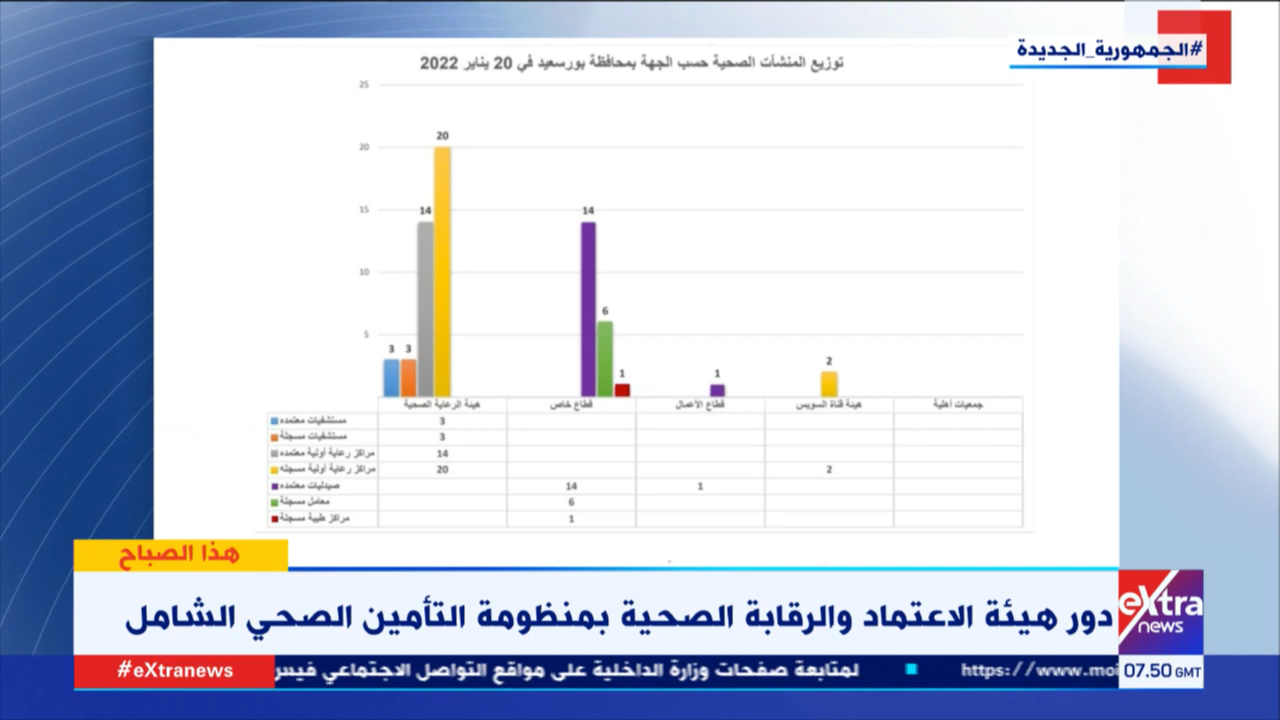 #الجمهورية_الجديدة
توزيع المنشآت الصحية حسب الجهة بمحافظة بورسعيد في 20 يناير 2022
25
20
15
10
5
3
3
14
20
14
6
1
1
2
هيئة الرعاية الصحية قطاع خاص قطاع الأعمال هيئة قناة السويس جمعيات أهلية
مستشفيات معتمده 3
مستشفيات مسجلة 3
مراكز رعاية أولية معتمده 14
مراكز رعاية أولية مسجله 20 2
صيدليات معتمده 14 1
معامل مسجلة 6
مراكز طبية مسجلة 1
هذا الصباح
دور هيئة الاعتماد والرقابة الصحية بمنظومة التأمين الصحي الشامل
eXtra
news
#eXtranews
لمتابعة صفحات وزارة الداخلية على مواقع التواصل الاجتماعي فيس
https://www.moi
07.50 GMT